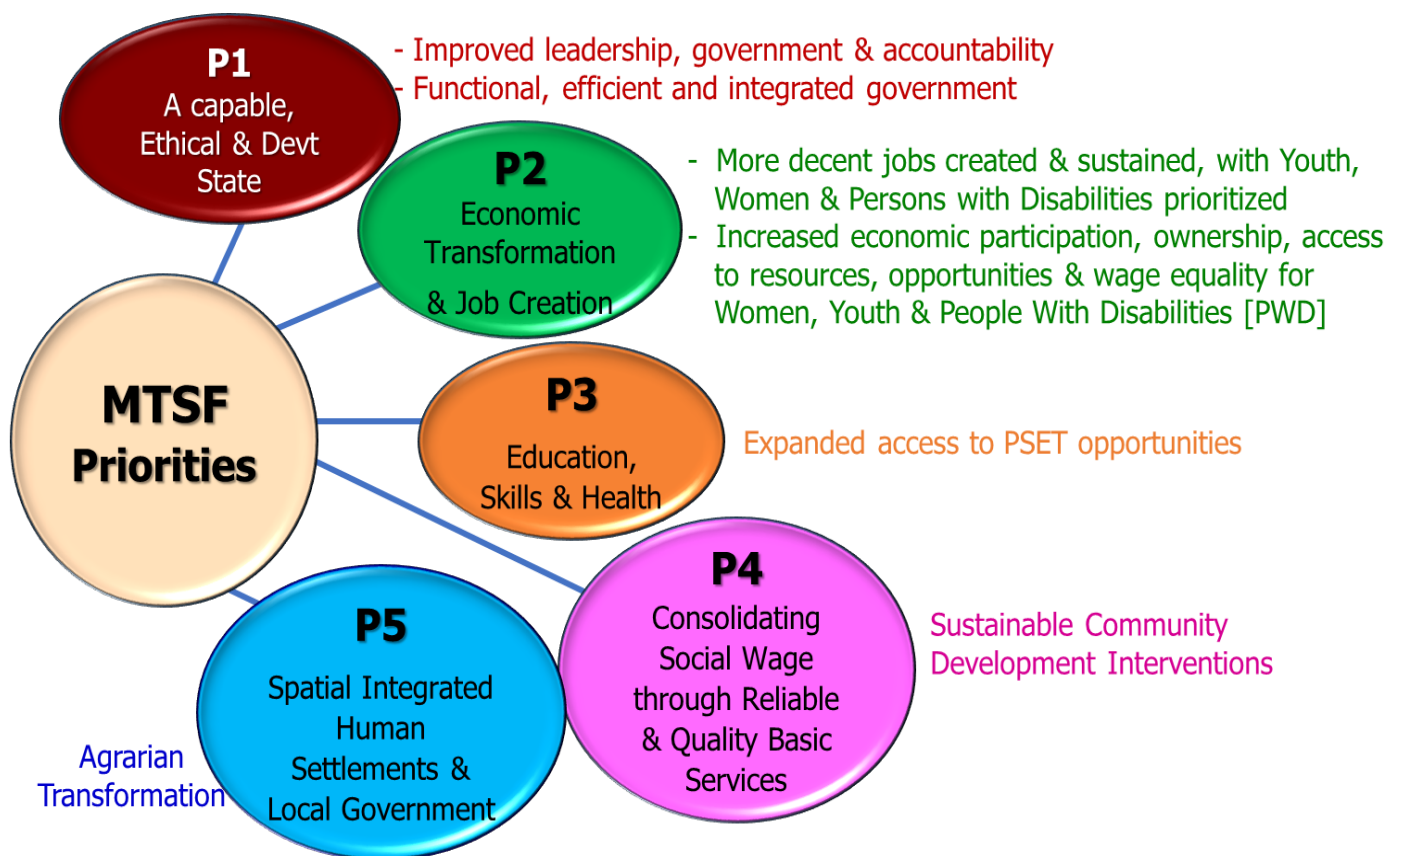 P1
A capable,
Ethical & Devt
State
- Improved leadership, government & accountability
- Functional, efficient and integrated government
P2
Economic
Transformation
& Job Creation
- More decent jobs created & sustained, with Youth,
Women & Persons with Disabilities prioritized
- Increased economic participation, ownership, access
to resources, opportunities & wage equality for
Women, Youth & People With Disabilities [PWD]
MTSF
Priorities
P3
Education,
Skills & Health
Expanded access to PSET opportunities
P4
Consolidating
Social Wage
through Reliable
& Quality Basic
Services
Sustainable Community
Development Interventions
P5
Spatial Integrated
Human
Settlements &
Local Government
Agrarian
Transformation